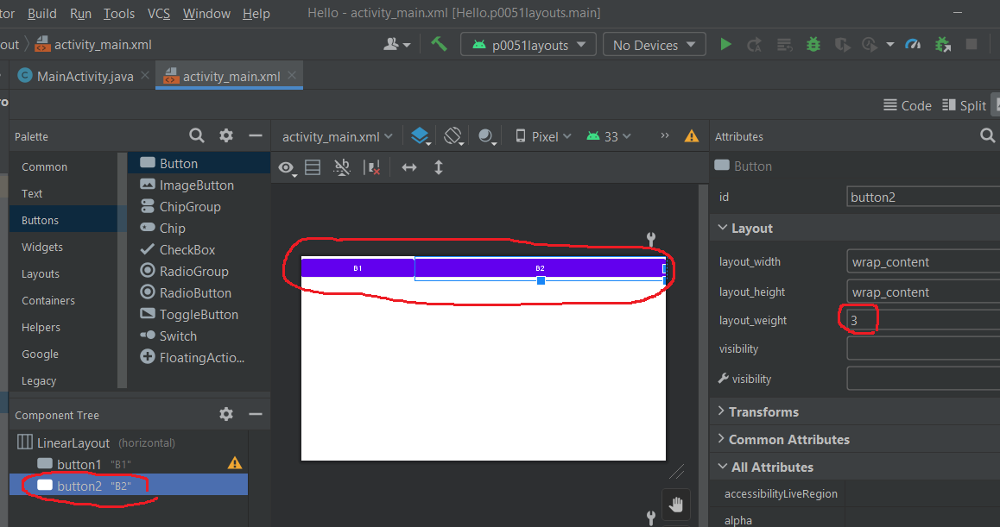 tor Build Run Tools VCS Window Help Hello - activity_main.xml [Hello.p0051layouts.main]
out activity_main.xml p0051layouts No Devices
MainActivity.java activity_main.xml
Code Split
Palette activity_main.xml Pixel 33 Attributes
Common
Text
Buttons
Widgets
Layouts
Containers
Helpers
Google
Legacy
Button
ImageButton
ChipGroup
Chip
CheckBox
RadioGroup
RadioButton
ToggleButton
Switch
FloatingActio...
B1 B2
Component Tree
LinearLayout (horizontal)
button1 "B1"
button2 "B2"
Button
id button2
Layout
layout_width wrap_content
layout_height wrap_content
layout_weight 3
visibility
visibility
Transforms
Common Attributes
All Attributes
accessibilityLiveRegion
alpha